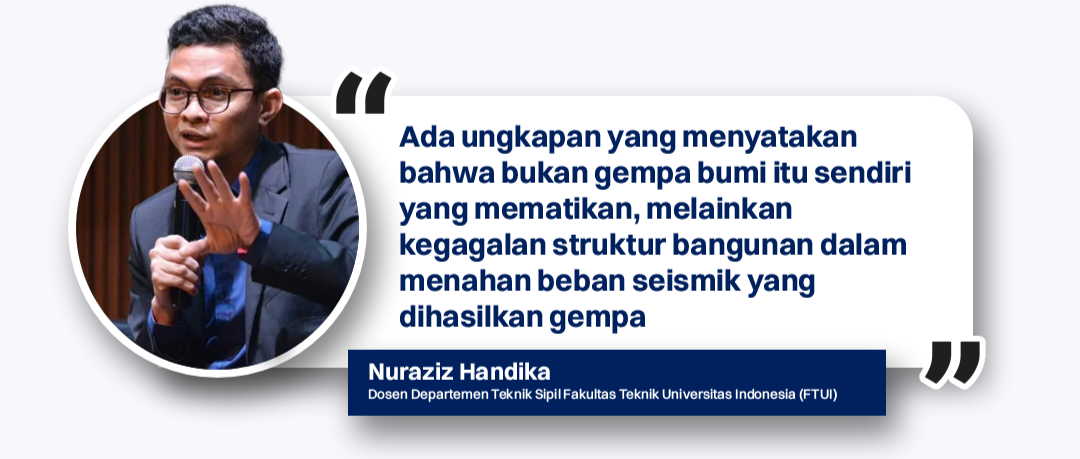 “
Ada ungkapan yang menyatakan
bahwa bukan gempa bumi itu sendiri
yang mematikan, melainkan
kegagalan struktur bangunan dalam
menahan beban seismik yang
dihasilkan gempa
”
Nuraziz Handika
Dosen Departemen Teknik Sipil Fakultas Teknik Universitas Indonesia (FTUI)